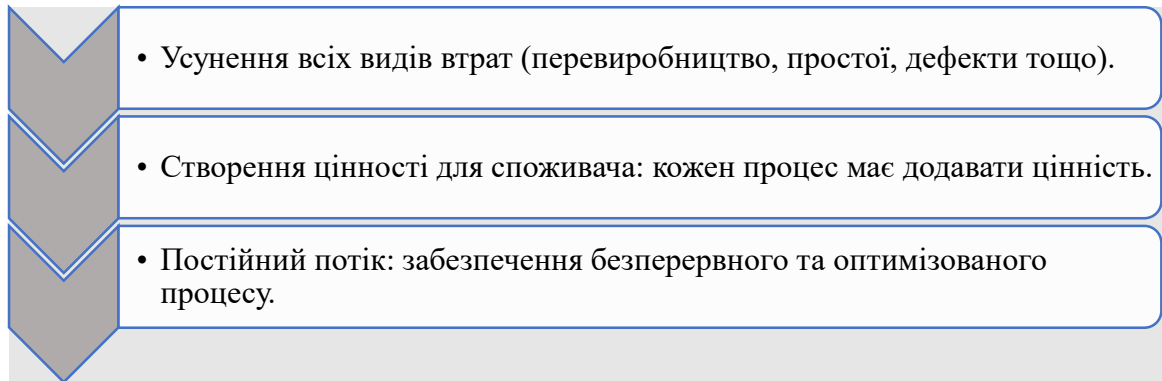 • Усунення всіх видів втрат (перевиробництво, простої, дефекти тощо).
• Створення цінності для споживача: кожен процес має додавати цінність.
• Постійний потік: забезпечення безперервного та оптимізованого
процесу.